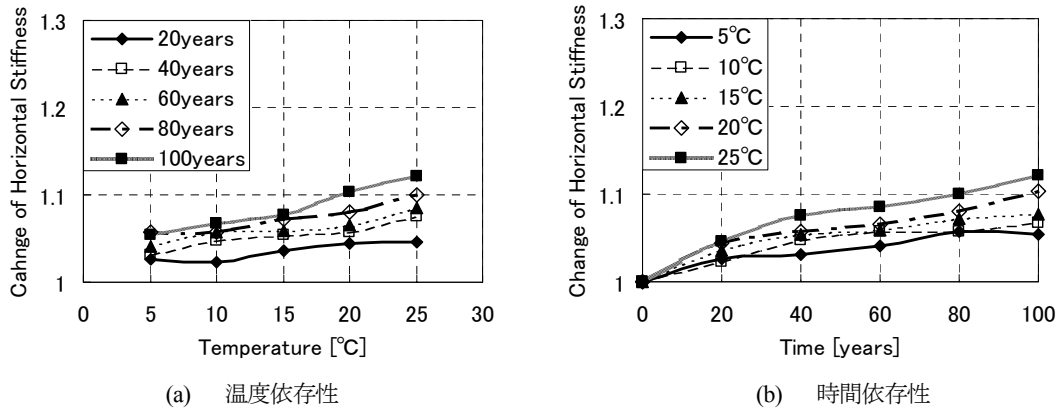 Cahnge of Horizontal Stiffness
1.3
1.2
1.1
1
20years
40years
60years
80years
100years
0 5 10 15 20 25 30
Temperature [℃]
(a) 温度依存性
Change of Horizontal Stiffness
1.3
1.2
1.1
1
5℃
10℃
15℃
20℃
25℃
0 20 40 60 80 100
Time [years]
(b) 時間依存性